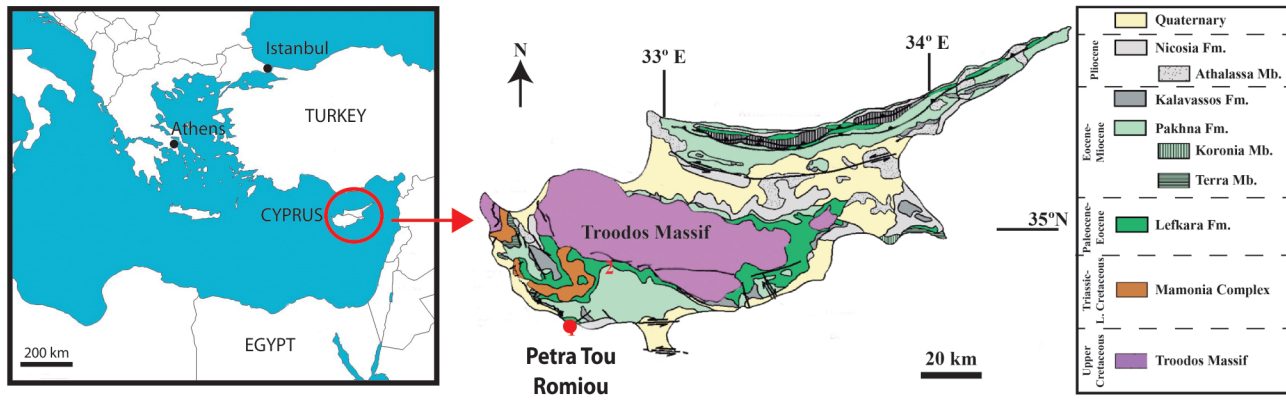 Istanbul
TURKEY
Athens
CYPRUS
EGYPT
200 km
N
33º E
34º E
35ºN
Troodos Massif
2
Petra Tou
Romiou
20 km
Quaternary
Pliocene
Nicosia Fm.
Athalassa Mb.
Eocene-
Miocene
Kalavassos Fm.
Pakhna Fm.
Koronia Mb.
Terra Mb.
Paleocene-
Eocene
Lefkara Fm.
Triassic-
L. Cretaceous
Mamonia Complex
Upper
Cretaceous
Troodos Massif